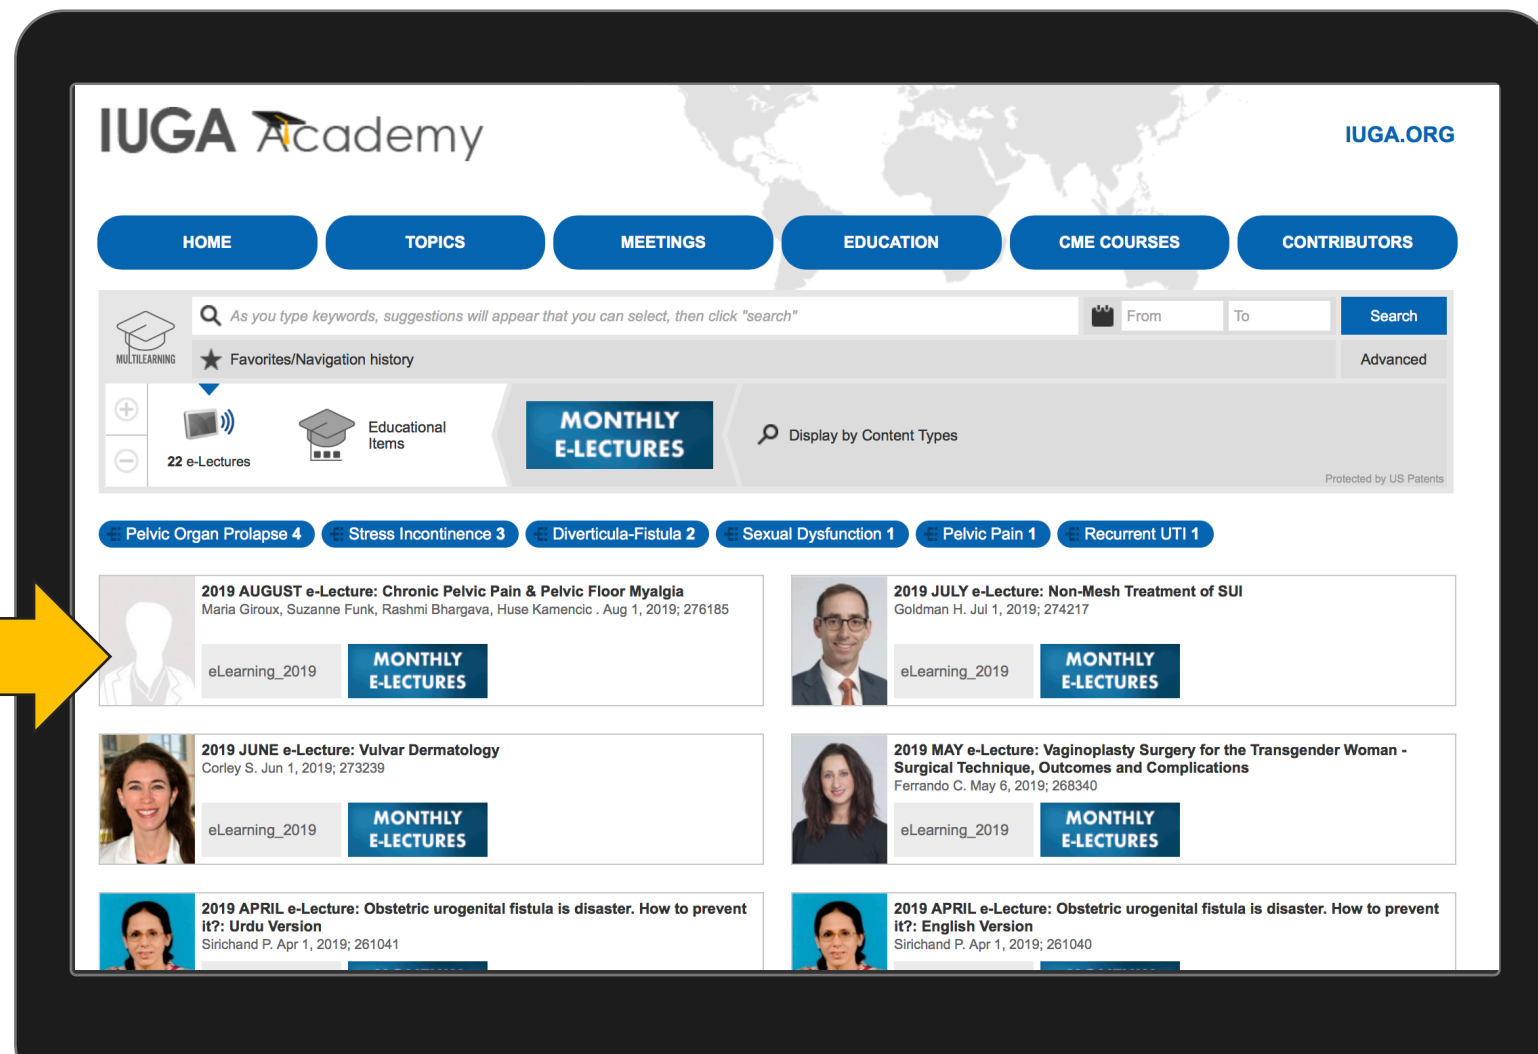 IUGA Academy
IUGA.ORG
HOME
TOPICS
MEETINGS
EDUCATION
CME COURSES
CONTRIBUTORS
MULTILEARNING
As you type keywords, suggestions will appear that you can select, then click "search"
From
To
Search
Favorites/Navigation history
Advanced
22 e-Lectures
Educational
Items
MONTHLY
E-LECTURES
Display by Content Types
Protected by US Patents
Pelvic Organ Prolapse 4
Stress Incontinence 3
Diverticula-Fistula 2
Sexual Dysfunction 1
Pelvic Pain 1
Recurrent UTI 1
2019 AUGUST e-Lecture: Chronic Pelvic Pain & Pelvic Floor Myalgia
Maria Giroux, Suzanne Funk, Rashmi Bhargava, Huse Kamencic . Aug 1, 2019; 276185
eLearning_2019
MONTHLY
E-LECTURES
2019 JULY e-Lecture: Non-Mesh Treatment of SUI
Goldman H. Jul 1, 2019; 274217
eLearning_2019
MONTHLY
E-LECTURES
2019 JUNE e-Lecture: Vulvar Dermatology
Corley S. Jun 1, 2019; 273239
eLearning_2019
MONTHLY
E-LECTURES
2019 MAY e-Lecture: Vaginoplasty Surgery for the Transgender Woman -
Surgical Technique, Outcomes and Complications
Ferrando C. May 6, 2019; 268340
eLearning_2019
MONTHLY
E-LECTURES
2019 APRIL e-Lecture: Obstetric urogenital fistula is disaster. How to prevent
it?: Urdu Version
Sirichand P. Apr 1, 2019; 261041
2019 APRIL e-Lecture: Obstetric urogenital fistula is disaster. How to prevent
it?: English Version
Sirichand P. Apr 1, 2019; 261040